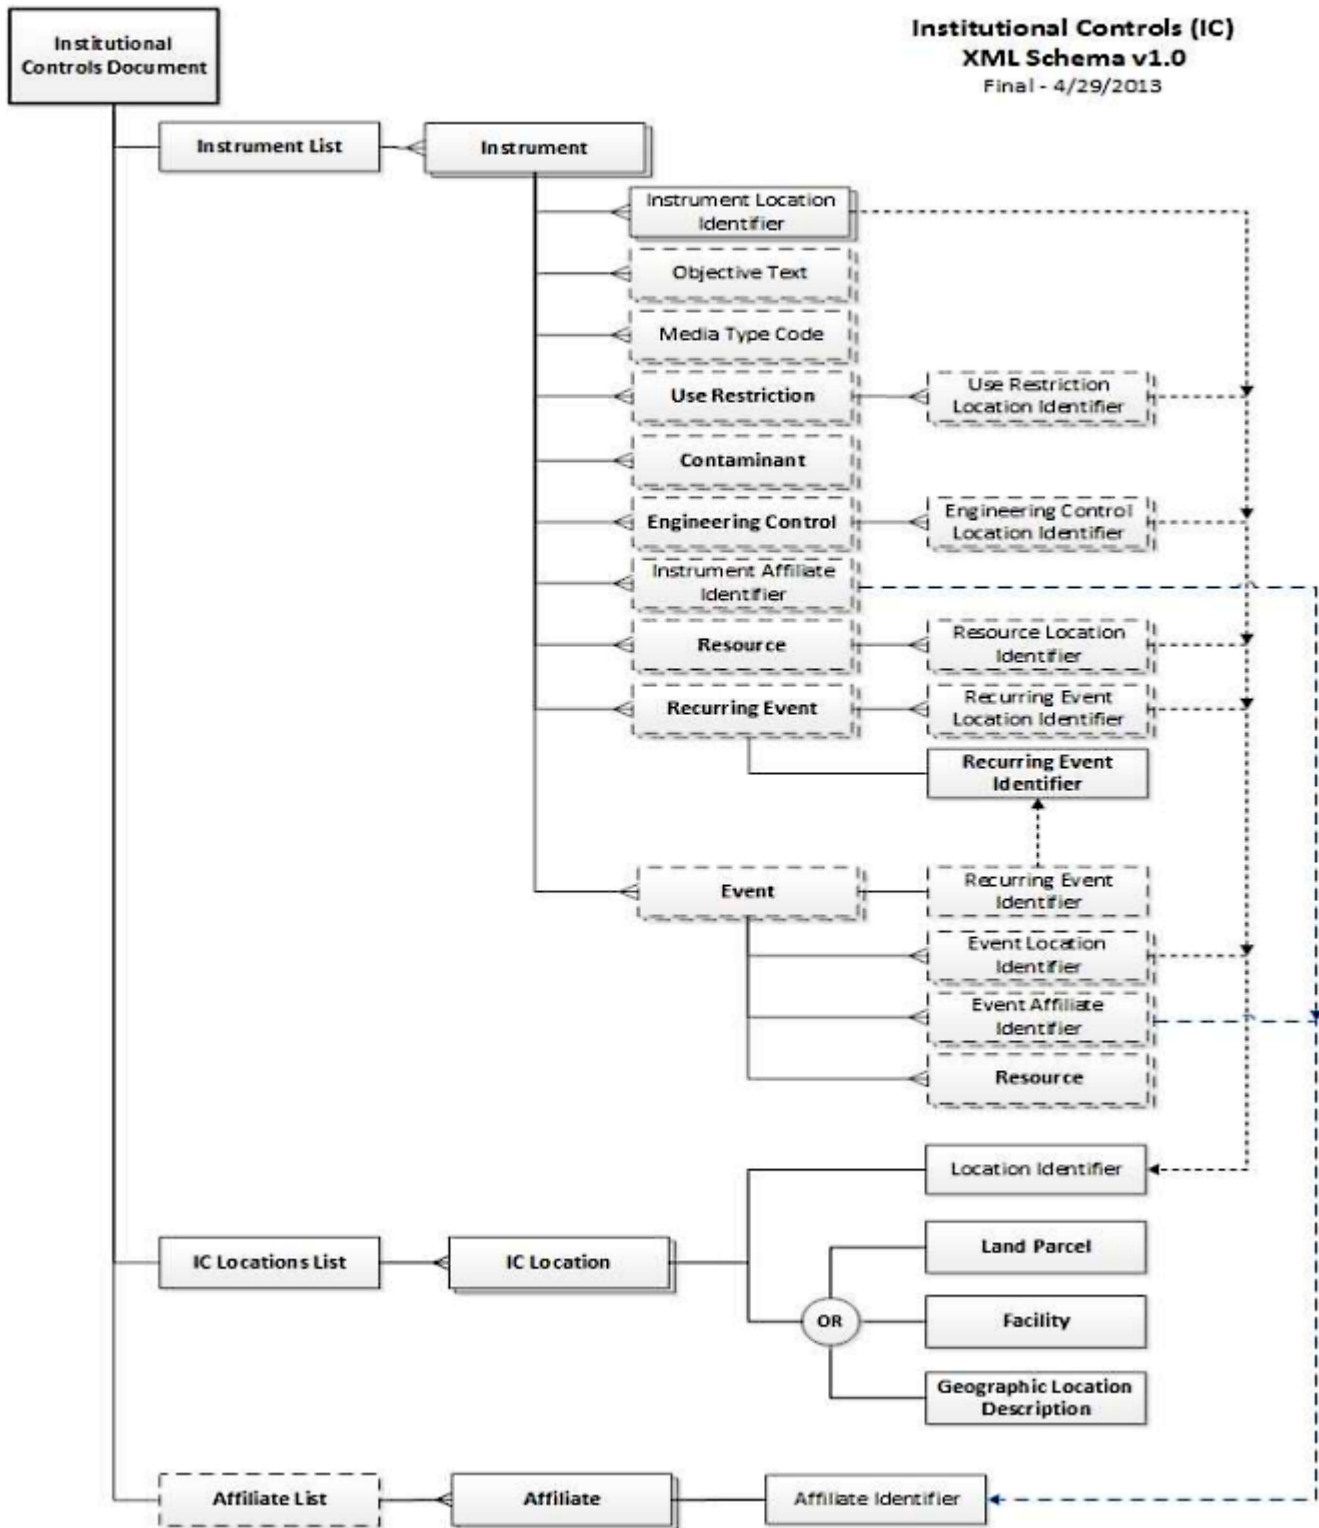 Institutional
Controls Document
Institutional Controls (IC)
XML Schema v1.0
Final - 4/29/2013
Instrument List
Instrument
Instrument Location
Identifier
Objective Text
Media Type Code
Use Restriction
Use Restriction
Location Identifier
Contaminant
Engineering Control
Engineering Control
Location Identifier
Instrument Affiliate
Identifier
Resource
Resource Location
Identifier
Recurring Event
Recurring Event
Location Identifier
Recurring Event
Identifier
Event
Recurring Event
Identifier
Event Location
Identifier
Event Affiliate
Identifier
Resource
Location Identifier
IC Locations List
IC Location
Land Parcel
OR
Facility
Geographic Location
Description
Affiliate List
Affiliate
Affiliate Identifier